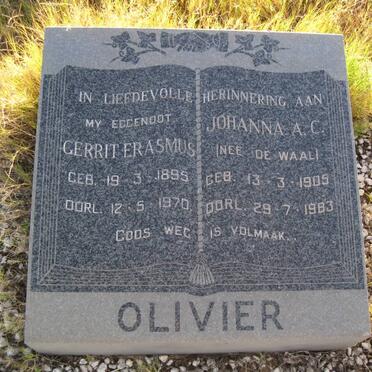 IN LIEFDEVOLLE HERINNERING AAN
MY EGGENOOT
GERRIT ERASMUS
GEB. 19-3-1895
OORL. 12-5-1970
JOHANNA A. C.
(NEE DE WAAL)
GEB. 13-3-1905
OORL. 29-7-1983
GODS WEG IS VOLMAAK..
OLIVIER